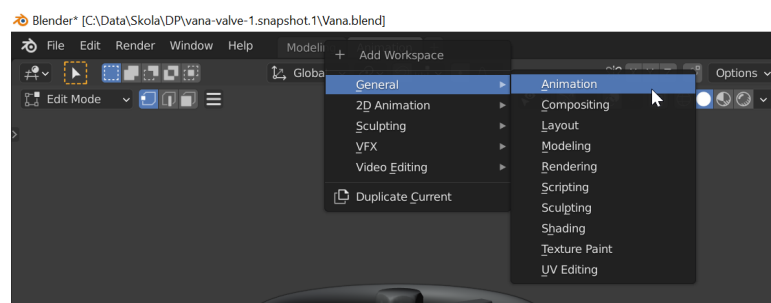 Blender* [C:\Data\Skola\DP\vana-valve-1.snapshot.1\Vana.blend]
File Edit Render Window Help
+ Add Workspace
Options
General
2D Animation
Sculpting
VFX
Video Editing
Duplicate Current
Animation
Compositing
Layout
Modeling
Rendering
Scripting
Sculpting
Shading
Texture Paint
UV Editing
Edit Mode